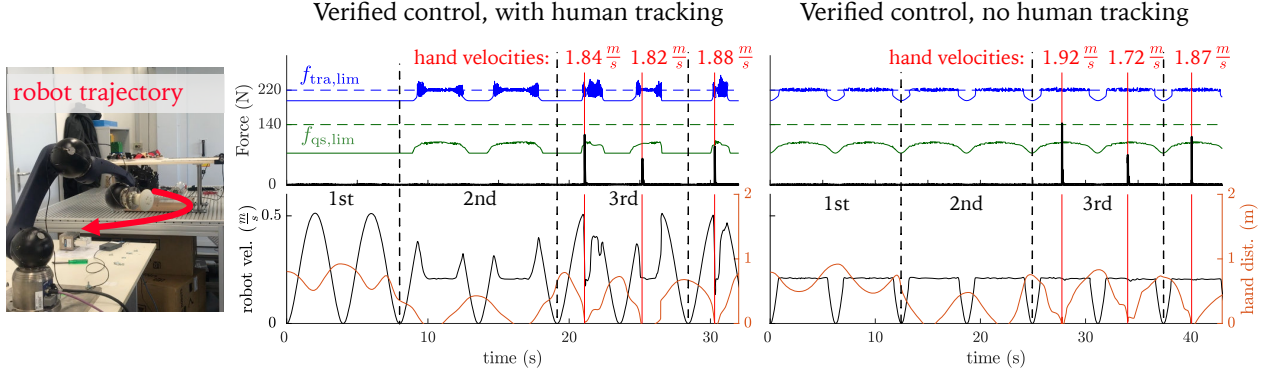 Verified control, with human tracking
Verified control, no human tracking
robot trajectory
hand velocities: 1.84 m/s 1.82 m/s 1.88 m/s
hand velocities: 1.92 m/s 1.72 m/s 1.87 m/s
Force (N)
220
140
0
f_tra,lim
f_qs,lim
robot vel. (m/s)
0.5
0
1st 2nd 3rd
2
1
0
0 10 20 30
time (s)
1st 2nd 3rd
2
1
0
hand dist. (m)
0 10 20 30 40
time (s)